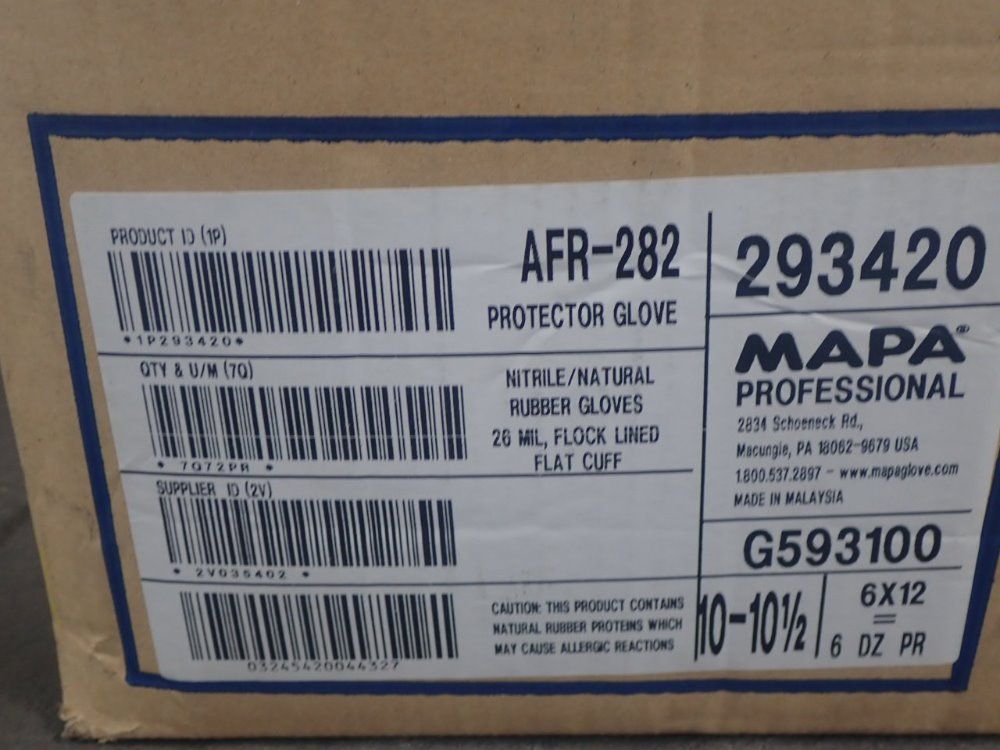 PRODUCT ID (1P)
*1P293420*
AFR-282
PROTECTOR GLOVE
QTY & U/M (7Q)
* 7Q72PR *
NITRILE/NATURAL
RUBBER GLOVES
26 MIL, FLOCK LINED
FLAT CUFF
SUPPLIER ID (2V)
* 2V035402 *
03245420044327
CAUTION: THIS PRODUCT CONTAINS
NATURAL RUBBER PROTEINS WHICH
MAY CAUSE ALLERGIC REACTIONS
293420
MAPA®
PROFESSIONAL
2834 Schoeneck Rd.,
Macungie, PA 18062-9679 USA
1.800.537.2897 - www.mapaglove.com
MADE IN MALAYSIA
G593100
10-10½
6X12
=
6 DZ PR